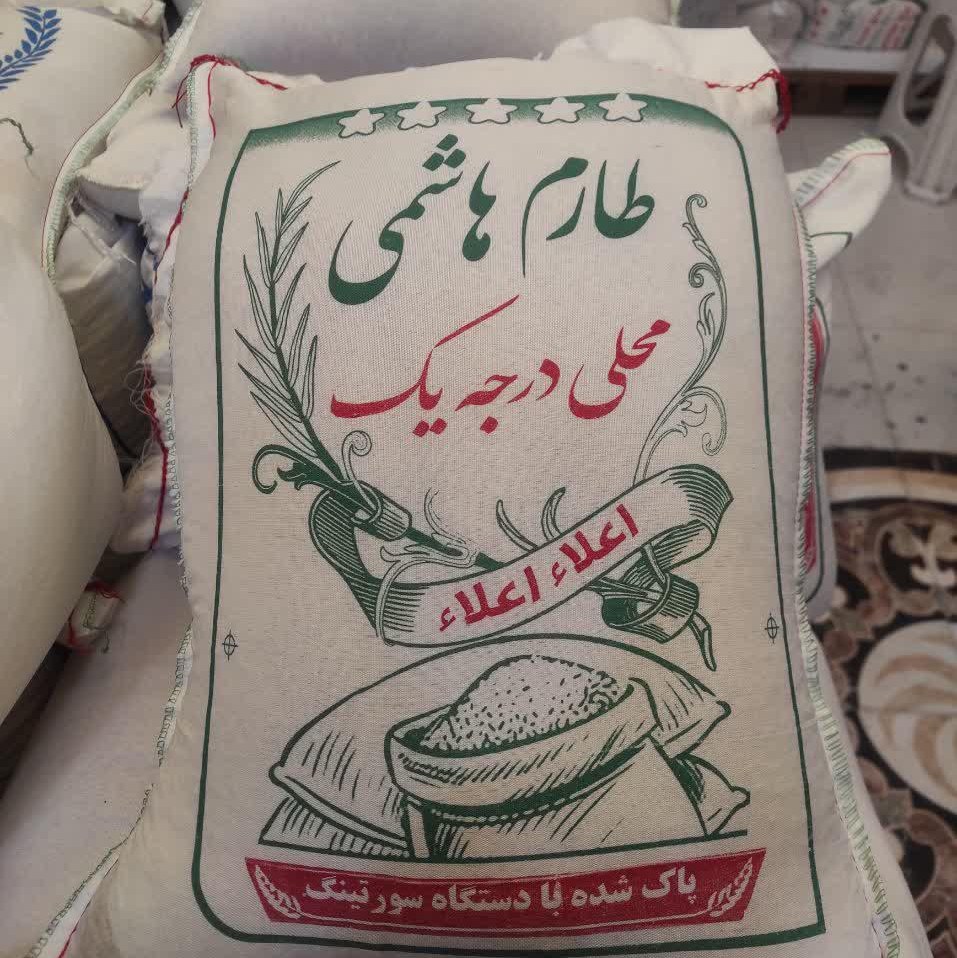 طارم هاشمی
محلی درجه یک
اعلاء اعلاء
پاک شده با دستگاه سورتینگ